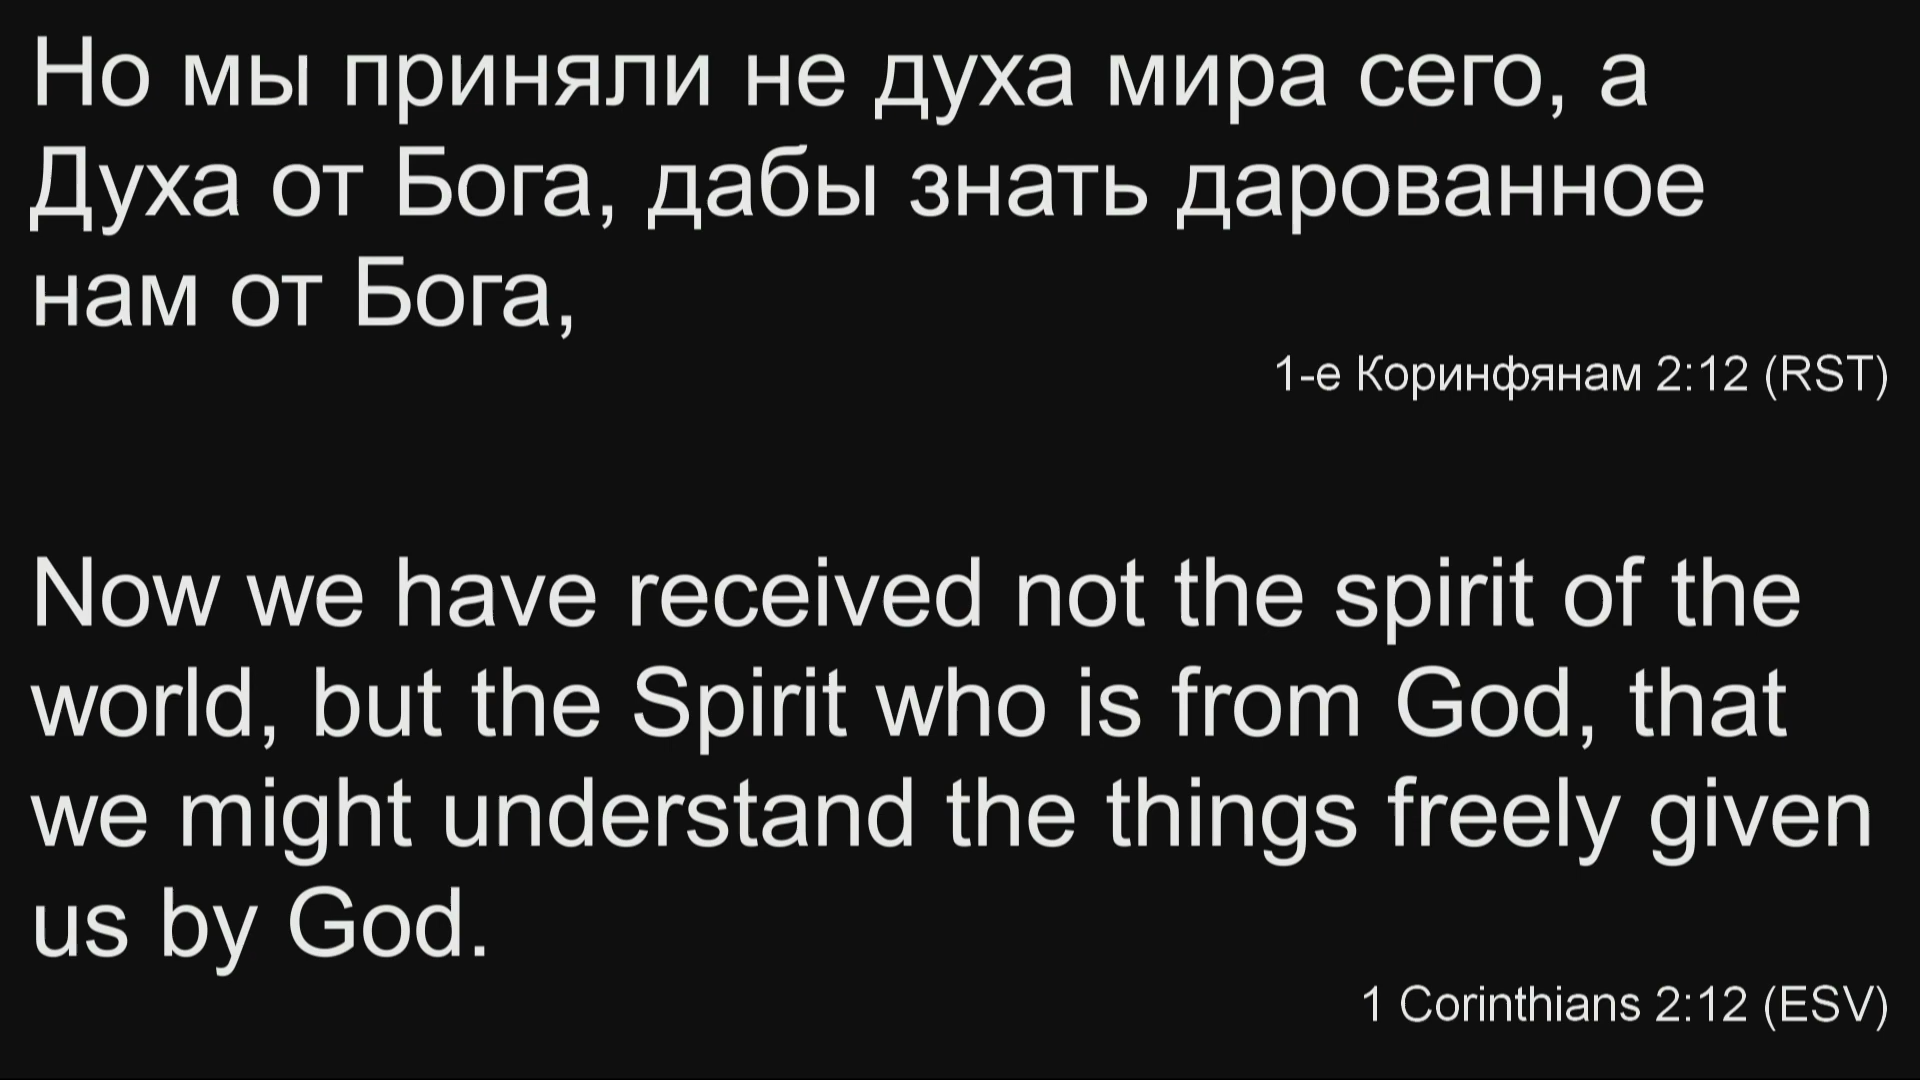 Но мы приняли не духа мира сего, а
Духа от Бога, дабы знать дарованное
нам от Бога,
1-е Коринфянам 2:12 (RST)
Now we have received not the spirit of the
world, but the Spirit who is from God, that
we might understand the things freely given
us by God.
1 Corinthians 2:12 (ESV)